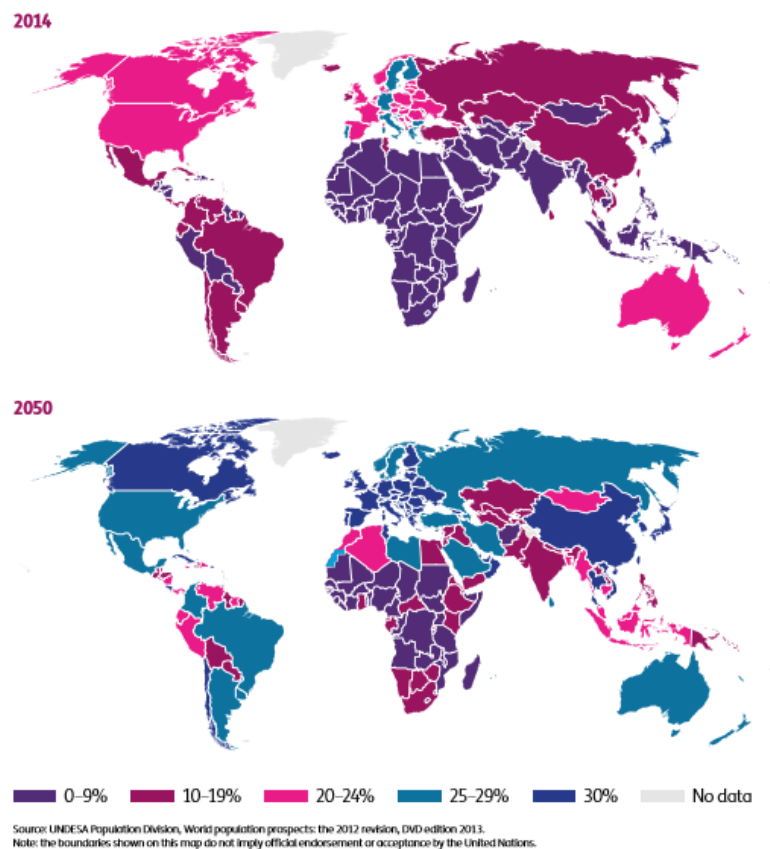 2014
2050
0–9% 10–19% 20–24% 25–29% 30% No data
Source: UNDESA Population Division, World population prospects: the 2012 revision, DVD edition 2013.
Note: the boundaries shown on this map do not imply official endorsement or acceptance by the United Nations.